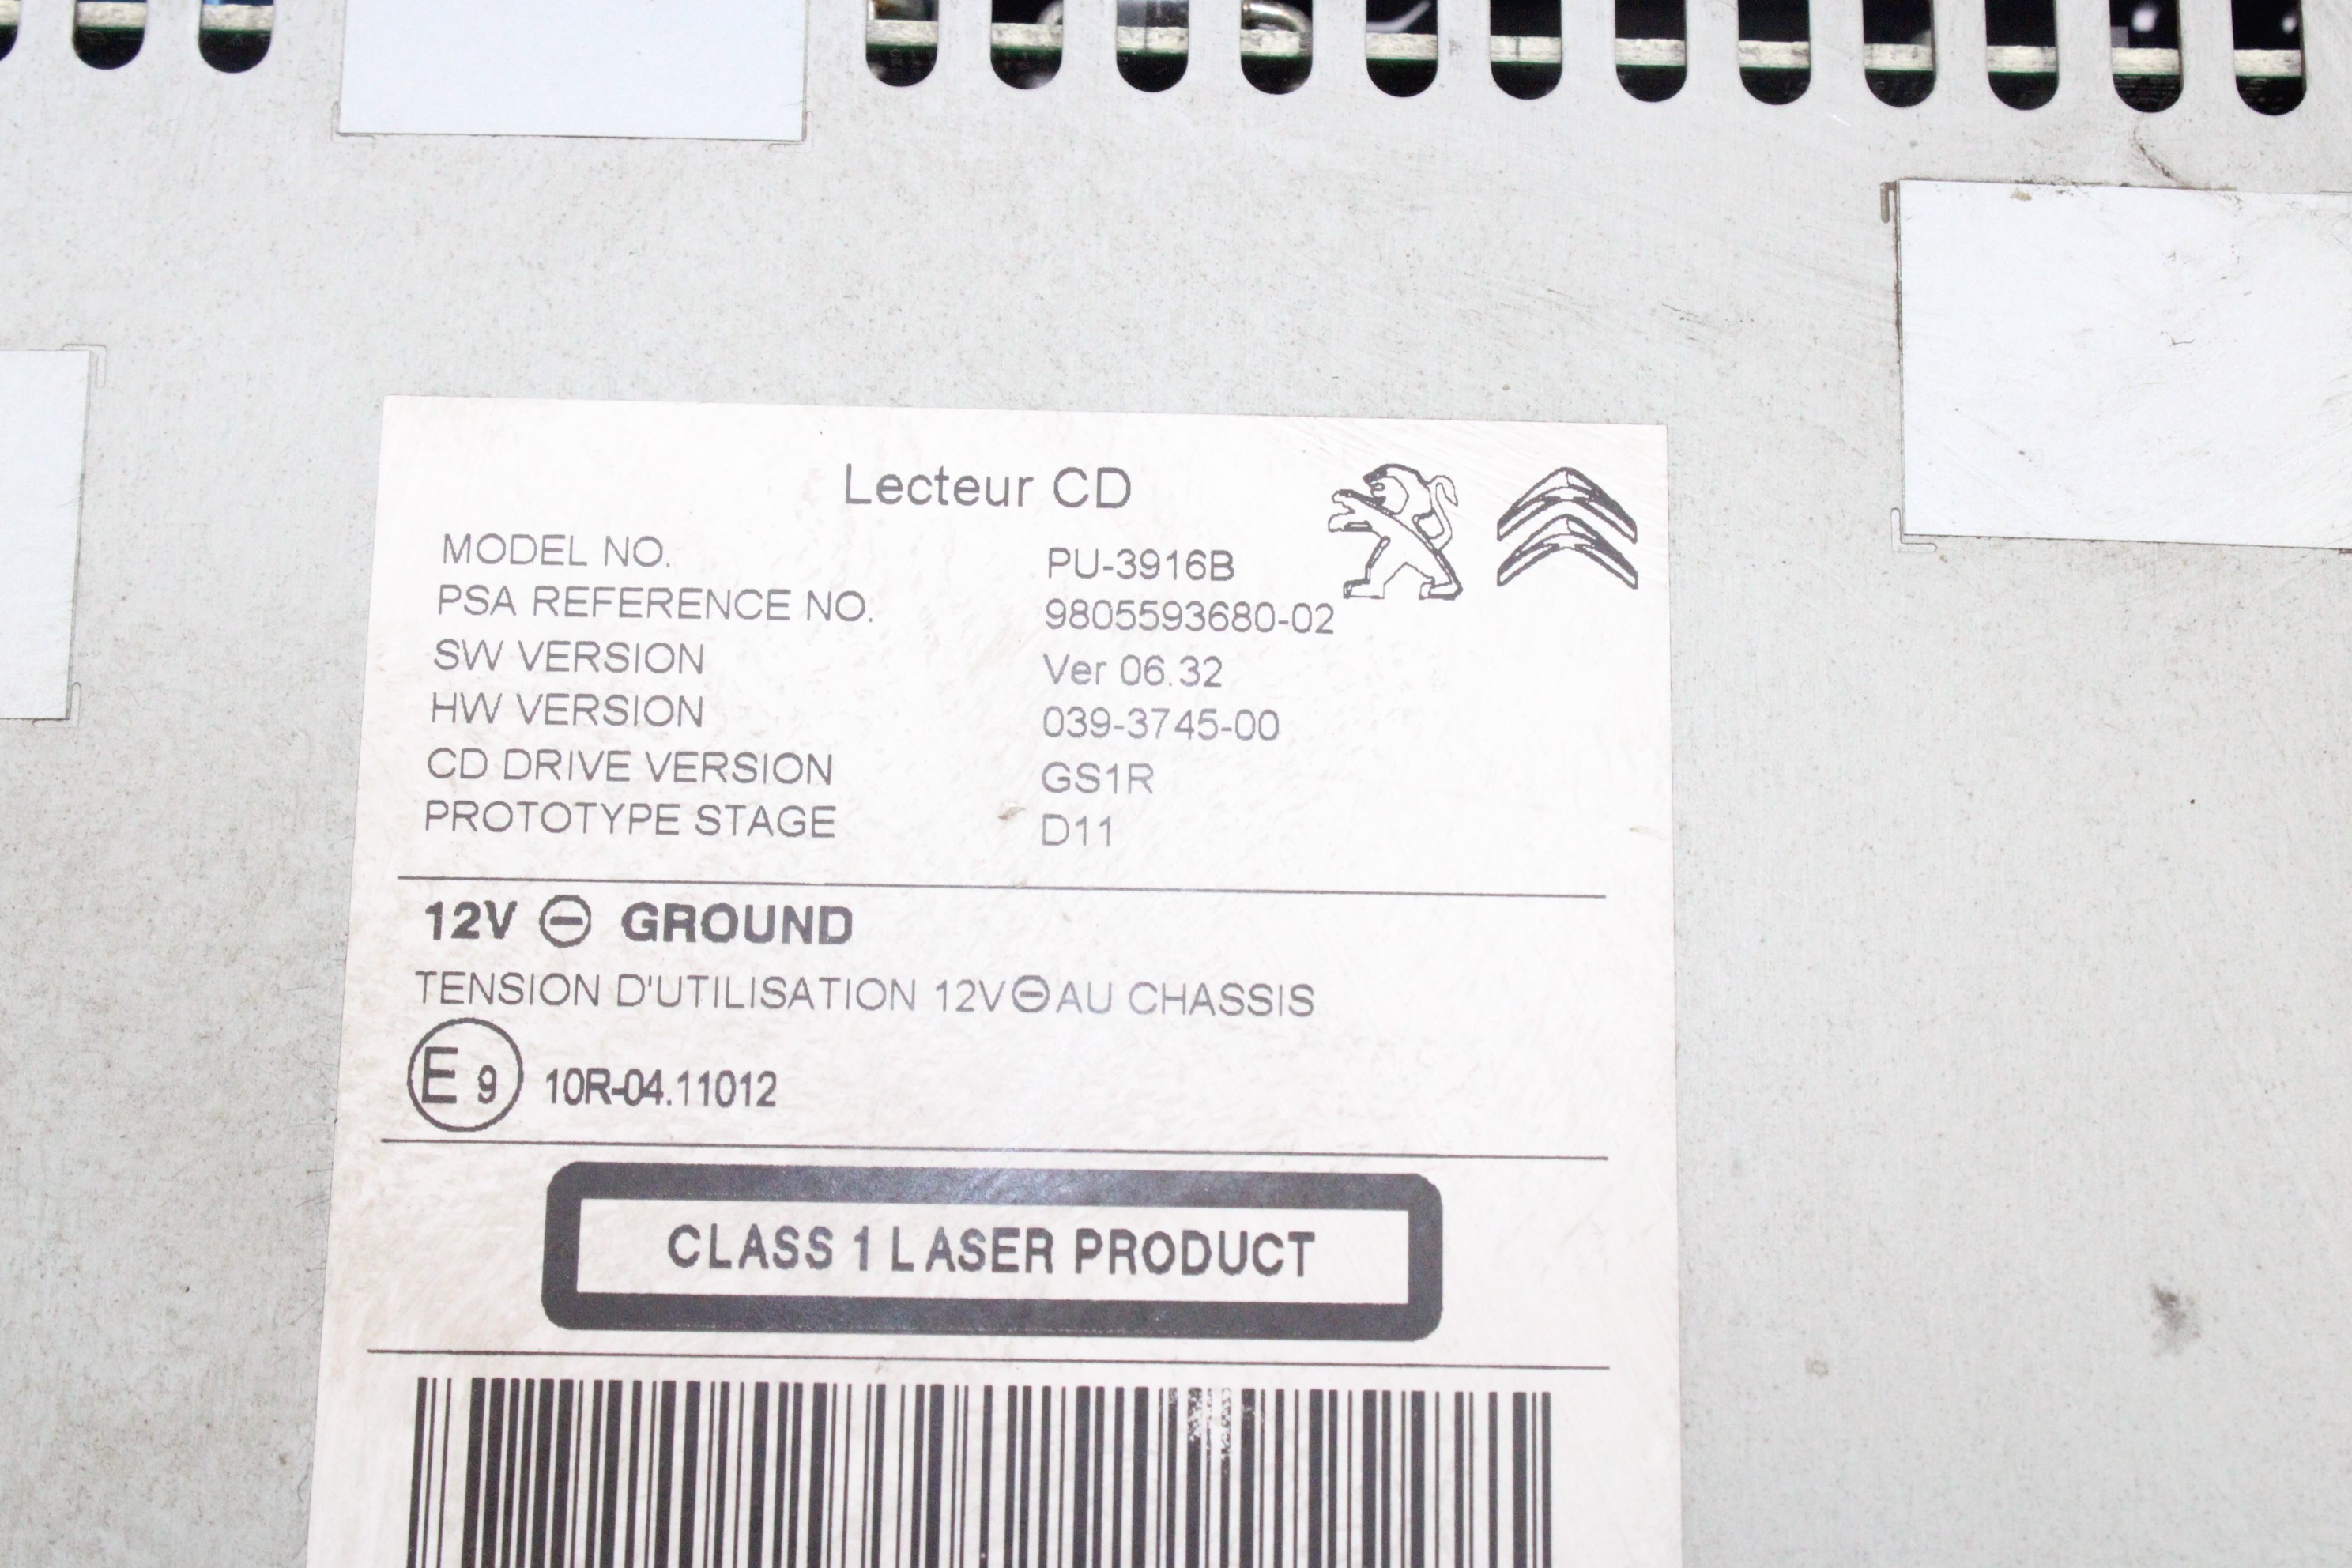 Lecteur CD
MODEL NO. PU-3916B
PSA REFERENCE NO. 9805593680-02
SW VERSION Ver 06.32
HW VERSION 039-3745-00
CD DRIVE VERSION GS1R
PROTOTYPE STAGE D11
12V ⊖ GROUND
TENSION D'UTILISATION 12V⊖AU CHASSIS
E 9 10R-04.11012
CLASS 1 LASER PRODUCT